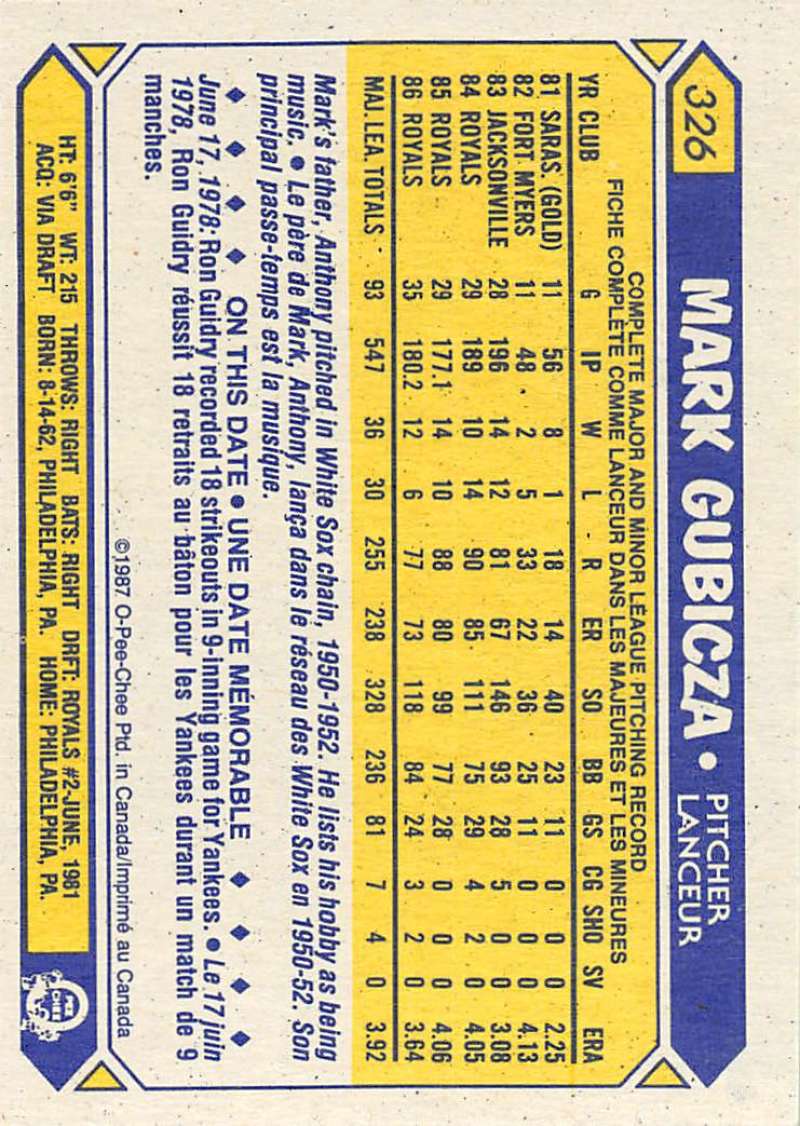 326
MARK GUBICZA • PITCHER
LANCEUR
COMPLETE MAJOR AND MINOR LEAGUE PITCHING RECORD
FICHE COMPLÈTE COMME LANCEUR DANS LES MAJEURES ET LES MINEURES
YR CLUB G IP W L R ER SO BB GS CG SHO SV ERA
81 SARAS. (GOLD) 11 56 8 1 18 14 40 23 11 0 0 0 2.25
82 FORT MYERS 11 48 2 5 33 22 36 25 11 0 0 0 4.13
83 JACKSONVILLE 28 196 14 12 81 67 146 93 28 5 0 0 3.08
84 ROYALS 29 189 10 14 90 85 111 75 29 4 2 0 4.05
85 ROYALS 29 177.1 14 10 88 80 99 77 28 0 0 0 4.06
86 ROYALS 35 180.2 12 6 77 73 118 84 24 3 2 0 3.64
MAJ. LEA. TOTALS 93 547 36 30 255 238 328 236 81 7 4 0 3.92
Mark's father, Anthony pitched in White Sox chain, 1950-1952. He lists his hobby as being
music. • Le père de Mark, Anthony, lança dans le réseau des White Sox en 1950-52. Son
principal passe-temps est la musique.
◆ ◆ ◆ ◆ ON THIS DATE • UNE DATE MÉMORABLE ◆ ◆ ◆ ◆
June 17, 1978: Ron Guidry recorded 18 strikeouts in 9-inning game for Yankees. • Le 17 juin
1978, Ron Guidry réussit 18 retraits au bâton pour les Yankees durant un match de 9
manches.
©1987 O-Pee-Chee Ptd. in Canada/Imprimé au Canada
HT: 6'6" WT: 215 THROWS: RIGHT BATS: RIGHT DRFT: ROYALS #2-JUNE, 1981
ACQ: VIA DRAFT BORN: 8-14-62, PHILADELPHIA, PA. HOME: PHILADELPHIA, PA.
O-PEE-CHEE